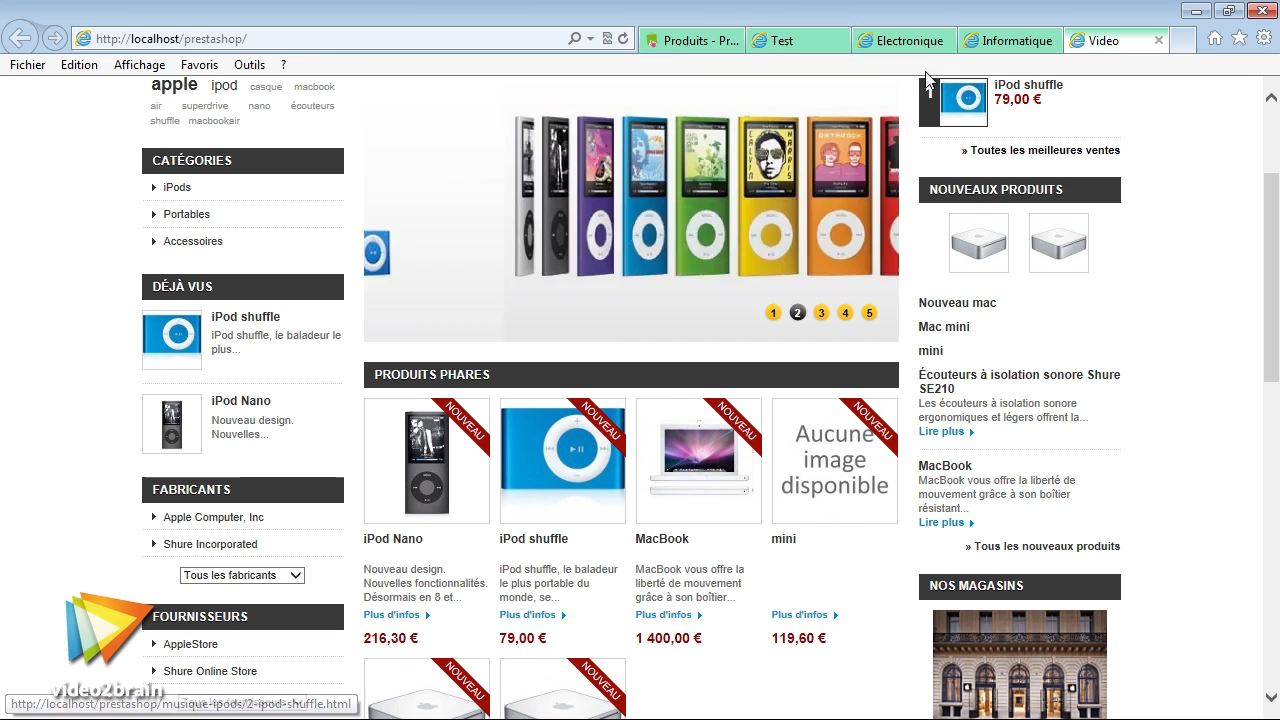 http://localhost/prestashop/
Produits - Pr...
Test
Electronique
Informatique
Video
Fichier Edition Affichage Favoris Outils ?
apple ipod casque macbook
air superdrive nano écouteurs
shuffle macbookair
CATÉGORIES
iPods
Portables
Accessoires
DÉJÀ VUS
iPod shuffle
iPod shuffle, le baladeur le
plus...
iPod Nano
Nouveau design.
Nouvelles...
FABRICANTS
Apple Computer, Inc
Shure Incorporated
Tous les fabricants
FOURNISSEURS
AppleStore
Shure Online Store
CALVIN HARRIS
1 2 3 4 5
PRODUITS PHARES
NOUVEAU
NOUVEAU
NOUVEAU
NOUVEAU
Aucune
image
disponible
iPod Nano
Nouveau design.
Nouvelles fonctionnalités.
Désormais en 8 et...
Plus d'infos
216,30 €
iPod shuffle
iPod shuffle, le baladeur
le plus portable du
monde, se...
Plus d'infos
79,00 €
MacBook
MacBook vous offre la
liberté de mouvement
grâce à son boîtier...
Plus d'infos
1 400,00 €
mini
Plus d'infos
119,60 €
NOUVEAU
NOUVEAU
1
iPod shuffle
79,00 €
» Toutes les meilleures ventes
NOUVEAUX PRODUITS
Nouveau mac
Mac mini
mini
Écouteurs à isolation sonore Shure
SE210
Les écouteurs à isolation sonore
ergonomiques et légers offrent la...
Lire plus
MacBook
MacBook vous offre la liberté de
mouvement grâce à son boîtier
résistant...
Lire plus
» Tous les nouveaux produits
NOS MAGASINS
video2brain